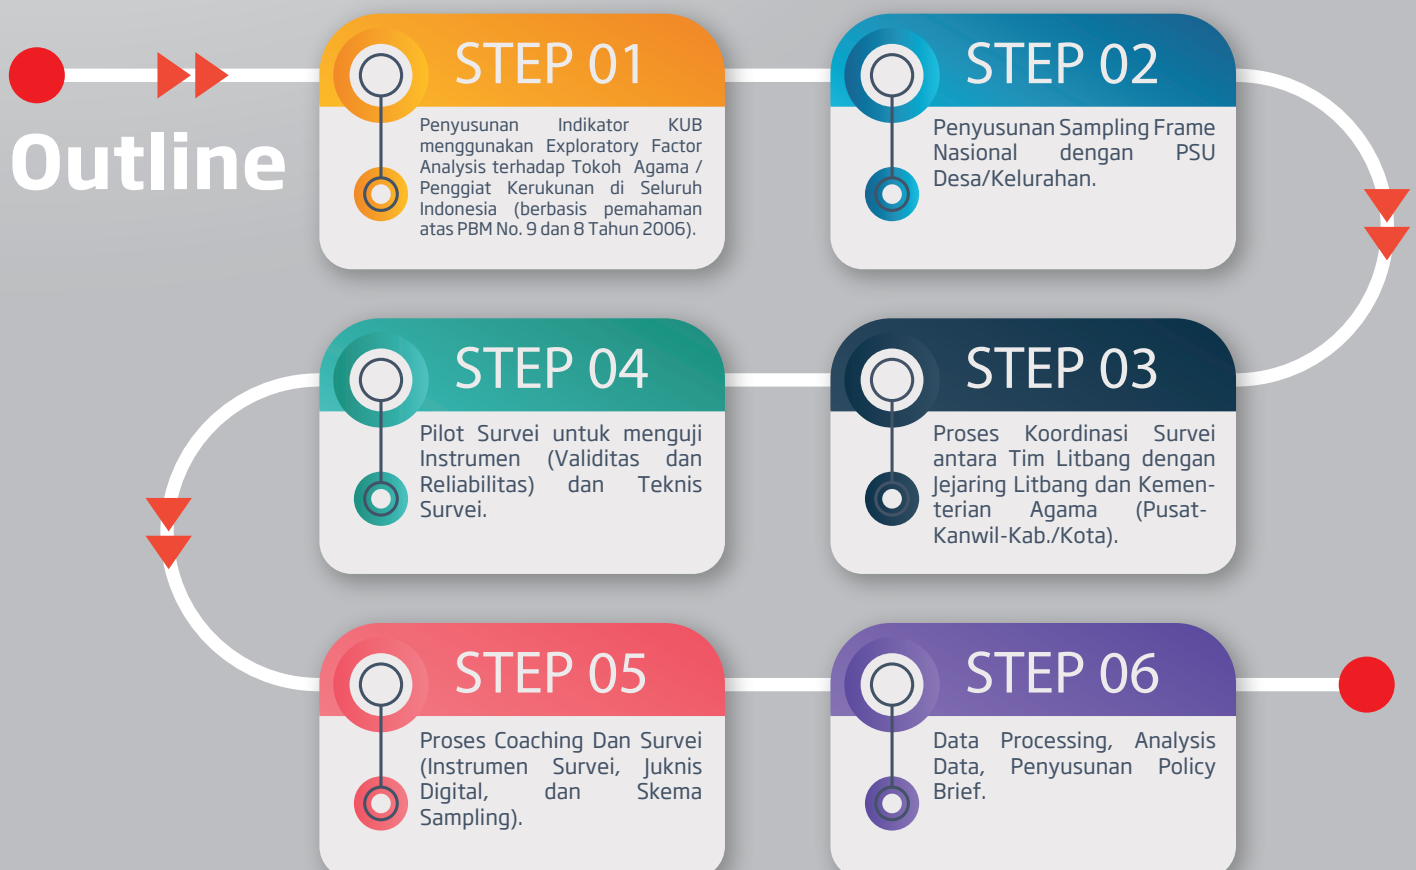 Outline
STEP 01
Penyusunan Indikator KUB
menggunakan Exploratory Factor
Analysis terhadap Tokoh Agama /
Penggiat Kerukunan di Seluruh
Indonesia (berbasis pemahaman
atas PBM No. 9 dan 8 Tahun 2006).
STEP 02
Penyusunan Sampling Frame
Nasional dengan PSU
Desa/Kelurahan.
STEP 03
Proses Koordinasi Survei
antara Tim Litbang dengan
Jejaring Litbang dan Kemen-
terian Agama (Pusat-
Kanwil-Kab./Kota).
STEP 04
Pilot Survei untuk menguji
Instrumen (Validitas dan
Reliabilitas) dan Teknis
Survei.
STEP 05
Proses Coaching Dan Survei
(Instrumen Survei, Juknis
Digital, dan Skema
Sampling).
STEP 06
Data Processing, Analysis
Data, Penyusunan Policy
Brief.